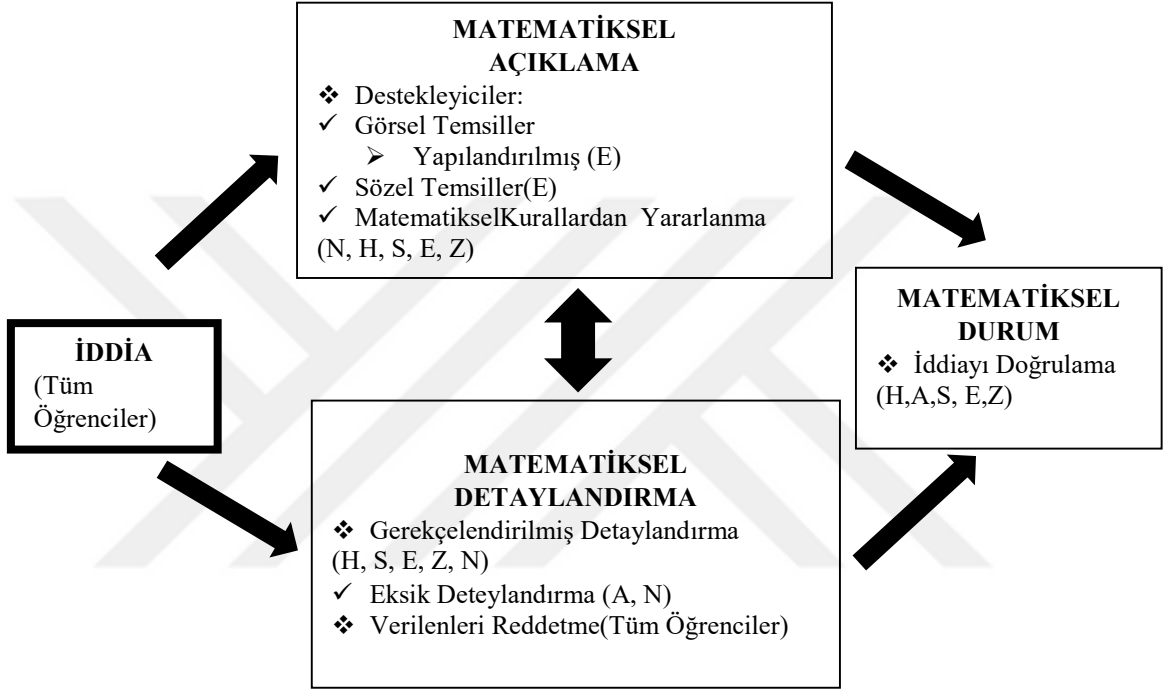 MATEMATİKSEL
AÇIKLAMA
❖ Destekleyiciler:
✓ Görsel Temsiller
➢ Yapılandırılmış (E)
✓ Sözel Temsiller(E)
✓ MatematikselKurallardan Yararlanma
(N, H, S, E, Z)
İDDİA
(Tüm
Öğrenciler)
MATEMATİKSEL
DETAYLANDIRMA
❖ Gerekçelendirilmiş Detaylandırma
(H, S, E, Z, N)
✓ Eksik Deteylandırma (A, N)
❖ Verilenleri Reddetme(Tüm Öğrenciler)
MATEMATİKSEL
DURUM
❖ İddiayı Doğrulama
(H,A,S, E,Z)